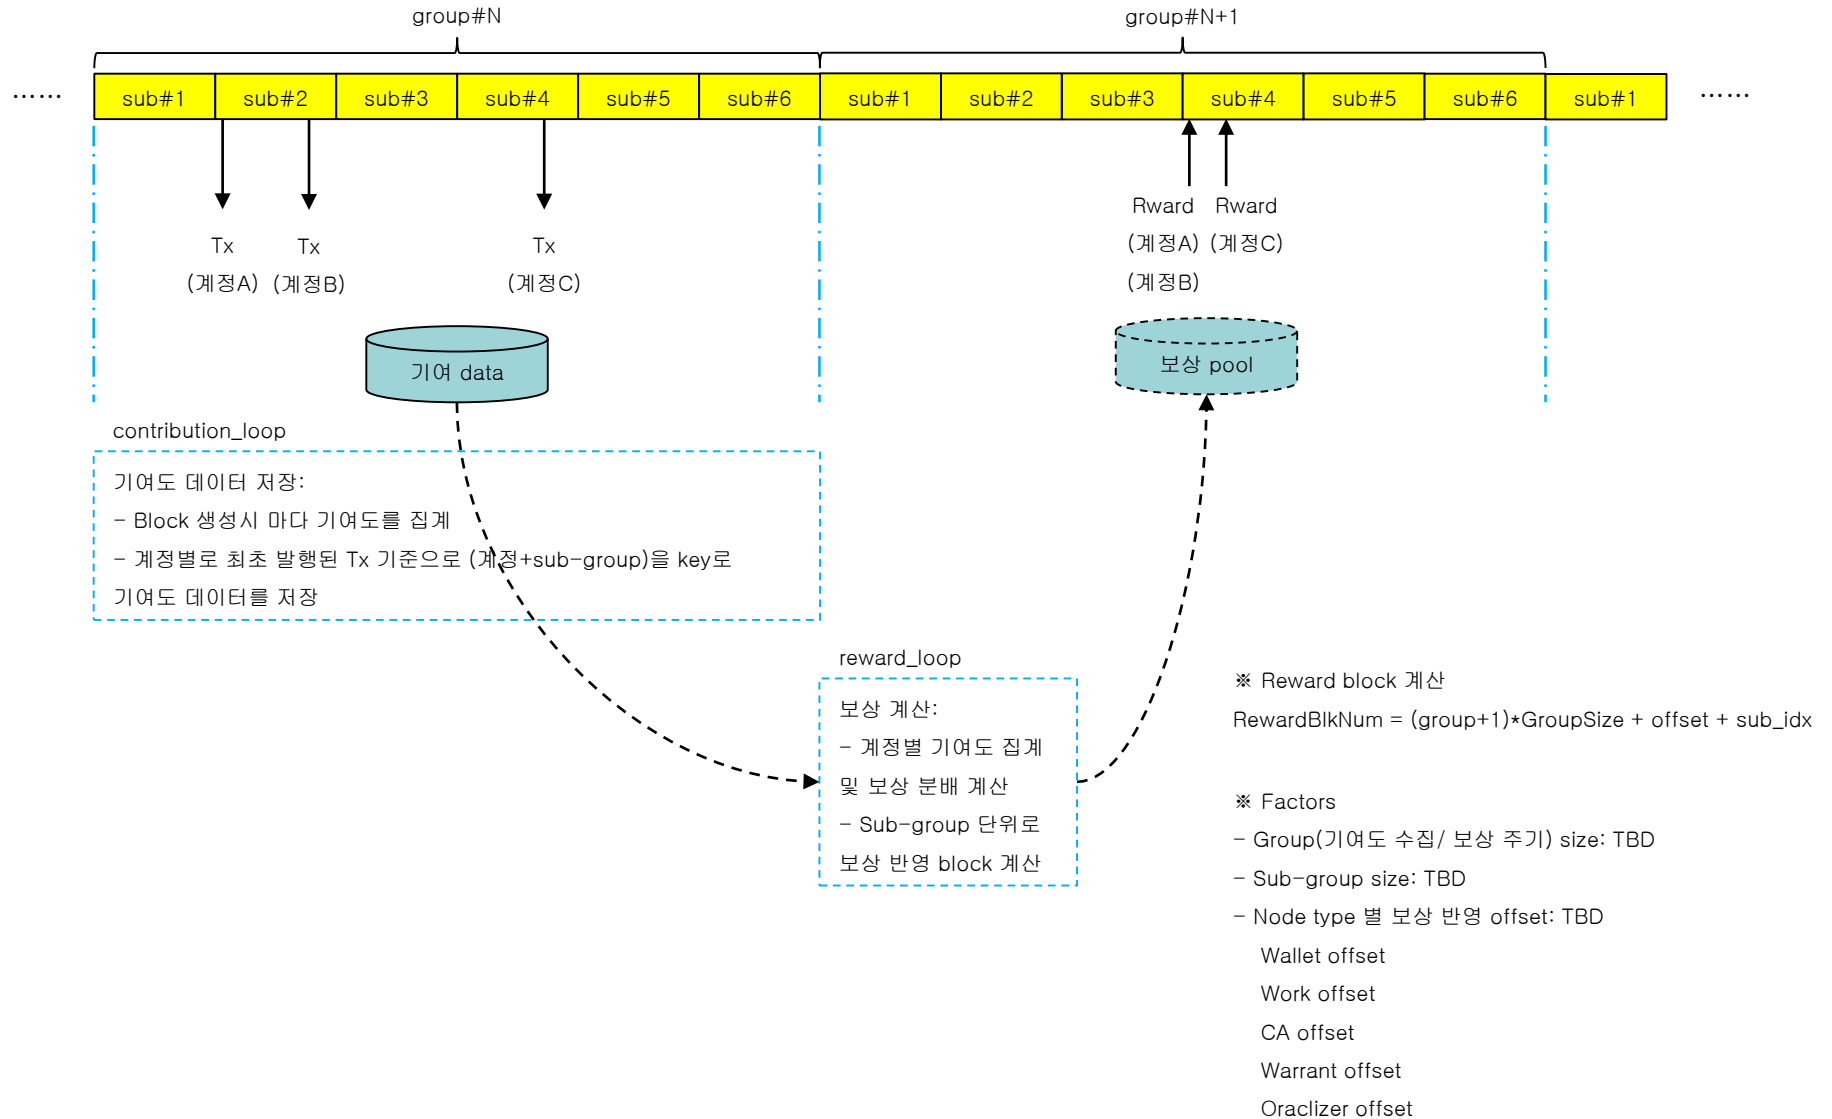 group#N
group#N+1
……
sub#1
sub#2
sub#3
sub#4
sub#5
sub#6
sub#1
sub#2
sub#3
sub#4
sub#5
sub#6
sub#1
……
Tx
(계정A)
Tx
(계정B)
Tx
(계정C)
Rward
(계정A)
(계정B)
Rward
(계정C)
기여 data
보상 pool
contribution_loop
기여도 데이터 저장:
- Block 생성시 마다 기여도를 집계
- 계정별로 최초 발행된 Tx 기준으로 (계정+sub-group)을 key로
기여도 데이터를 저장
reward_loop
보상 계산:
- 계정별 기여도 집계
및 보상 분배 계산
- Sub-group 단위로
보상 반영 block 계산
※ Reward block 계산
RewardBlkNum = (group+1)*GroupSize + offset + sub_idx
※ Factors
- Group(기여도 수집/ 보상 주기) size: TBD
- Sub-group size: TBD
- Node type 별 보상 반영 offset: TBD
Wallet offset
Work offset
CA offset
Warrant offset
Oraclizer offset